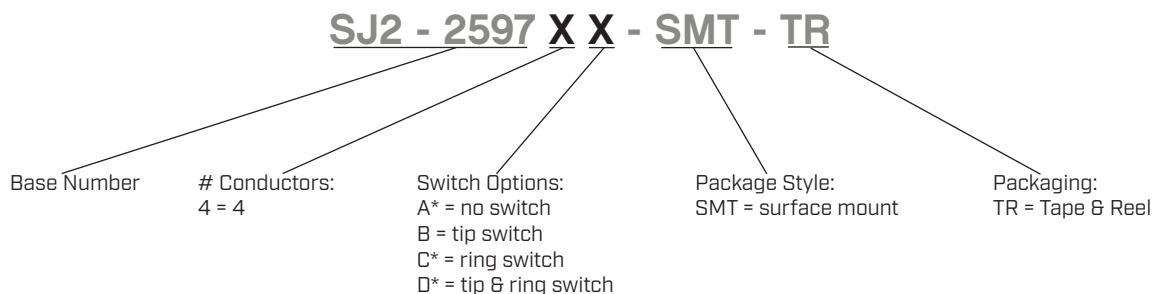 SJ2 - 2597 X X - SMT - TR
Base Number
# Conductors:
4 = 4
Switch Options:
A* = no switch
B = tip switch
C* = ring switch
D* = tip & ring switch
Package Style:
SMT = surface mount
Packaging:
TR = Tape & Reel